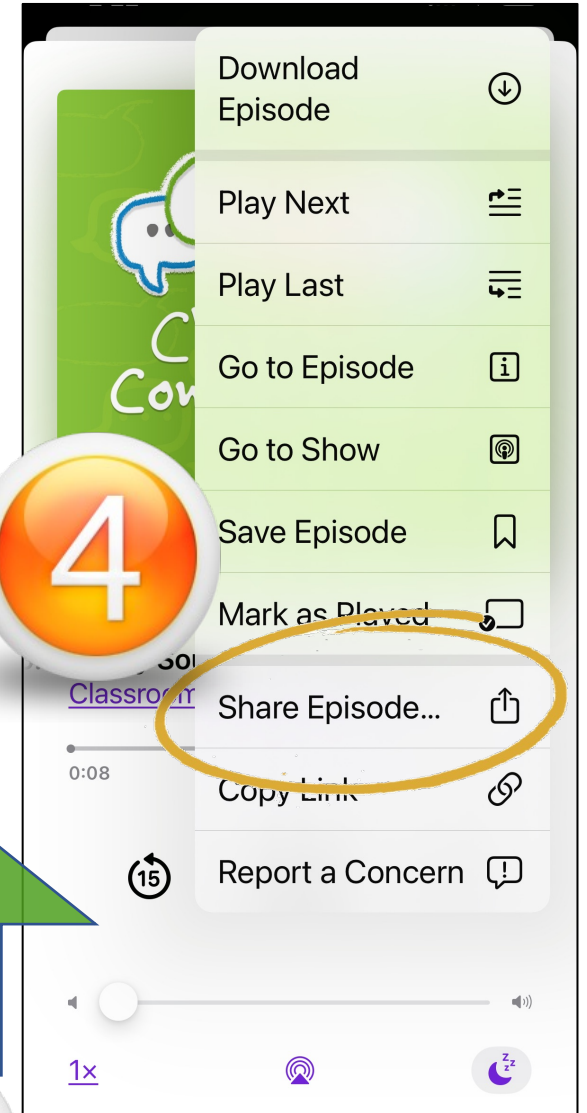 Download
Episode
Play Next
Play Last
Go to Episode
Go to Show
Save Episode
4
Mark as Played
Classroom
Share Episode...
0:08
Copy Link
15
Report a Concern
1×